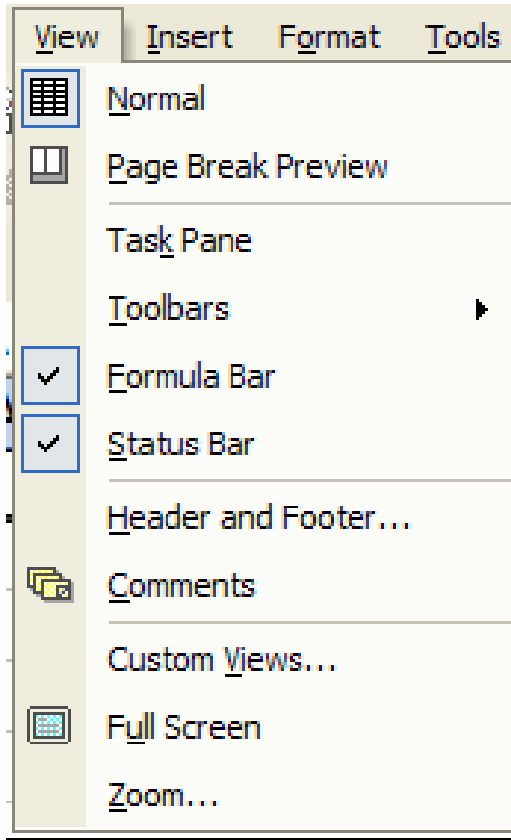 View Insert Format Tools
Normal
Page Break Preview
Task Pane
Toolbars
Formula Bar
Status Bar
Header and Footer...
Comments
Custom Views...
Full Screen
Zoom...